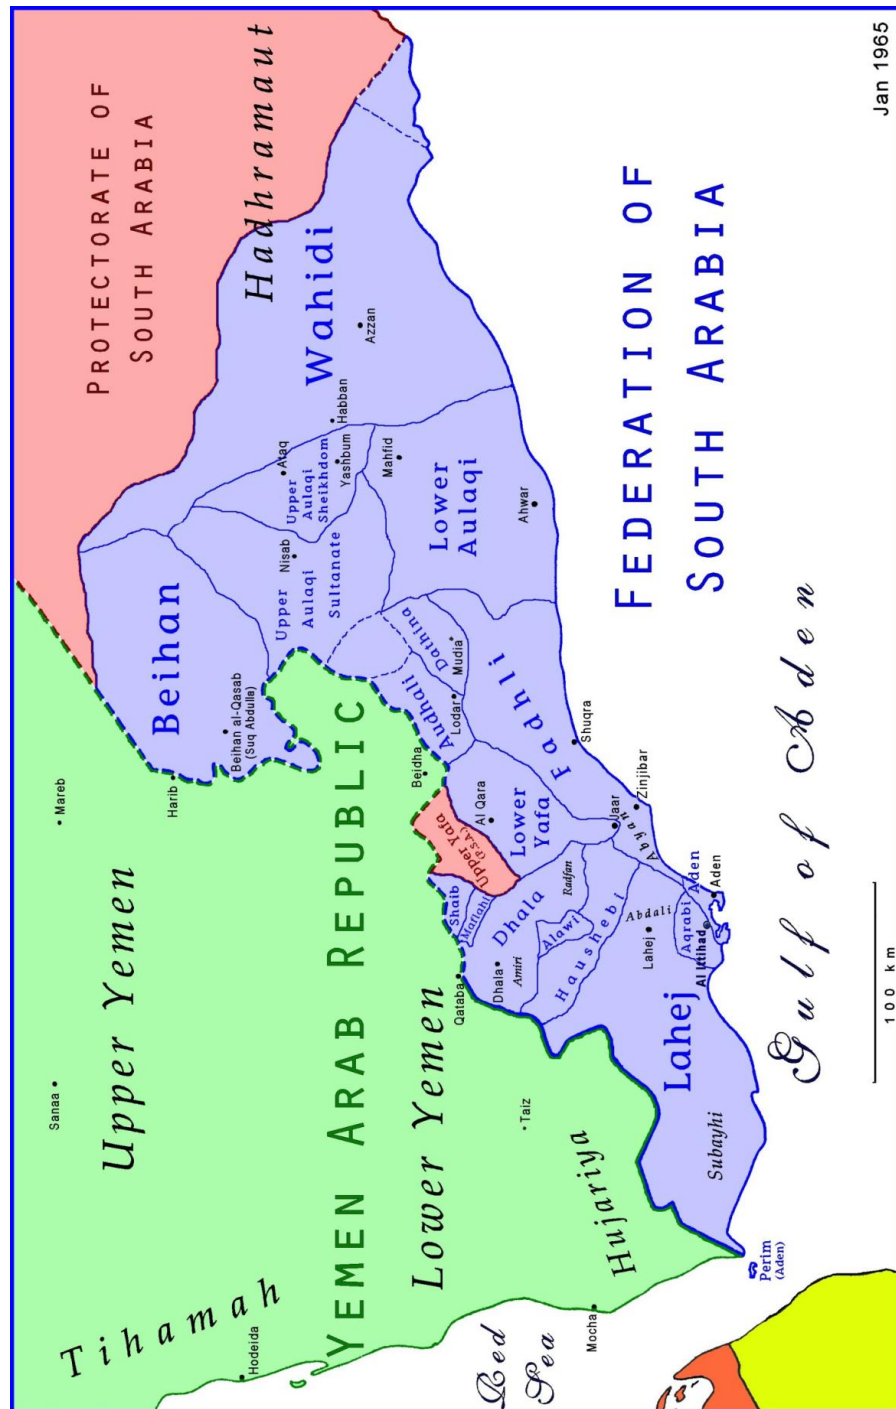 Jan 1965
PROTECTORATE OF
SOUTH ARABIA
Hadhramaut
Wahidi
Azzan
Habban
Ataq
Yashbum
Upper
Aulaqi
Sheikhdom
Mahfid
Lower
Aulaqi
Ahwar
Nisab
Upper
Aulaqi
Sultanate
Beihan
Beihan al-Qasab
(Suq Abdulla)
Harib
Mareb
Dathina
Mudia
Audhali
Lodar
Fadhli
Shuqra
Beidha
Upper Yafa
(P.S.A.)
Al Qara
Lower
Yafa
Jaar
Zinjibar
Abyan
Shaib
Maflahi
Dhala
Radfan
Alawi
Amiri
Dhala
Qataba
Haushebi
Abdali
Lahej
Aqrabi
Aden
Aden
Al Ittihad
Lahej
Subayhi
Perim
(Aden)
FEDERATION OF
SOUTH ARABIA
Gulf of Aden
100 km
YEMEN ARAB REPUBLIC
Upper Yemen
Sanaa
Lower Yemen
Taiz
Hujariya
Tihamah
Hodeida
Mocha
Red
Sea